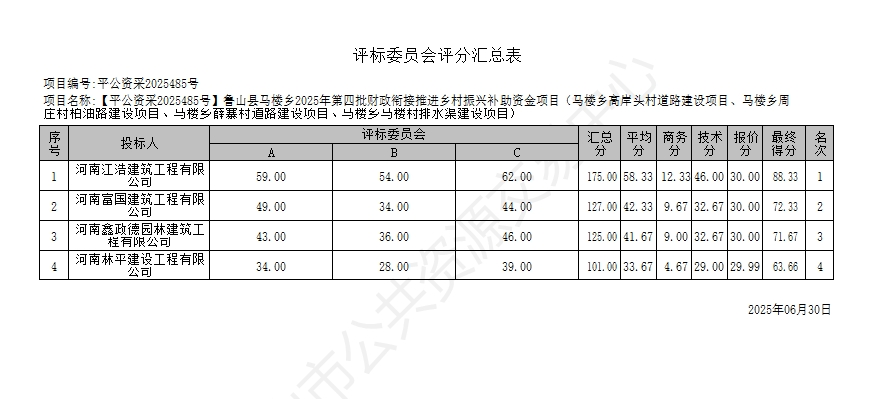 评标委员会评分汇总表
项目编号:平公资采2025485号
项目名称:【平公资采2025485号】鲁山县马楼乡2025年第四批财政衔接推进乡村振兴补助资金项目（马楼乡高岸头村道路建设项目、马楼乡周
庄村柏油路建设项目、马楼乡薛寨村道路建设项目、马楼乡马楼村排水渠建设项目）
序号 投标人 评标委员会 汇总分 平均分 商务分 技术分 报价分 最终得分 名次
A B C
1 河南江浩建筑工程有限公司 59.00 54.00 62.00 175.00 58.33 12.33 46.00 30.00 88.33 1
2 河南富国建筑工程有限公司 49.00 34.00 44.00 127.00 42.33 9.67 32.67 30.00 72.33 2
3 河南鑫政德园林建筑工程有限公司 43.00 36.00 46.00 125.00 41.67 9.00 32.67 30.00 71.67 3
4 河南林平建设工程有限公司 34.00 28.00 39.00 101.00 33.67 4.67 29.00 29.99 63.66 4
2025年06月30日
市公共资源交易中心